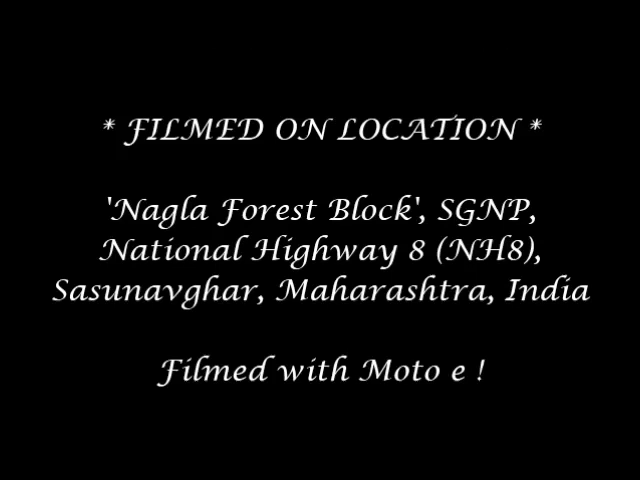 * FILMED ON LOCATION *
'Nagla Forest Block', SGNP,
National Highway 8 (NH8),
Sasunavghar, Maharashtra, India
Filmed with Moto e !